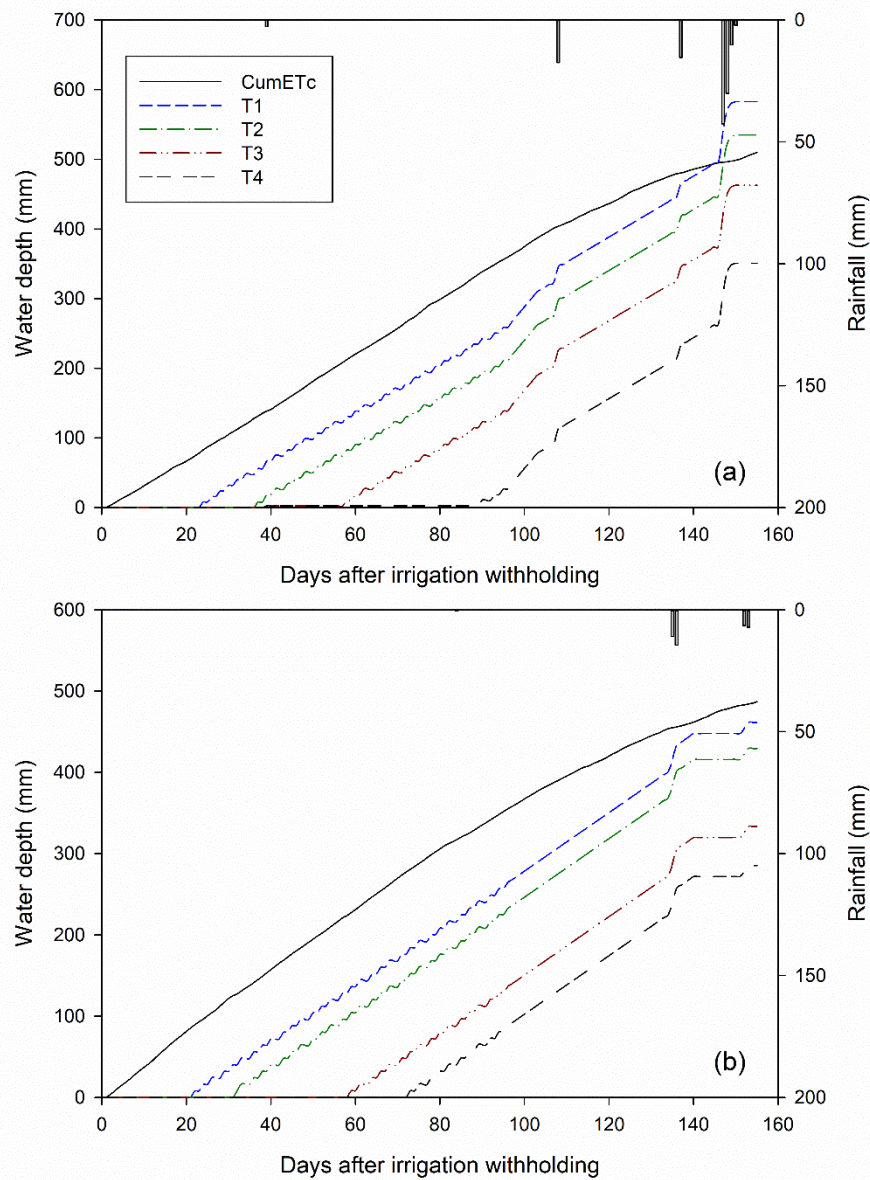 700
600
500
400
300
200
100
0
Water depth (mm)
CumETc
T1
T2
T3
T4
0
50
100
150
200
Rainfall (mm)
(a)
0 20 40 60 80 100 120 140 160
Days after irrigation withholding
600
500
400
300
200
100
0
Water depth (mm)
0
50
100
150
200
Rainfall (mm)
(b)
0 20 40 60 80 100 120 140 160
Days after irrigation withholding